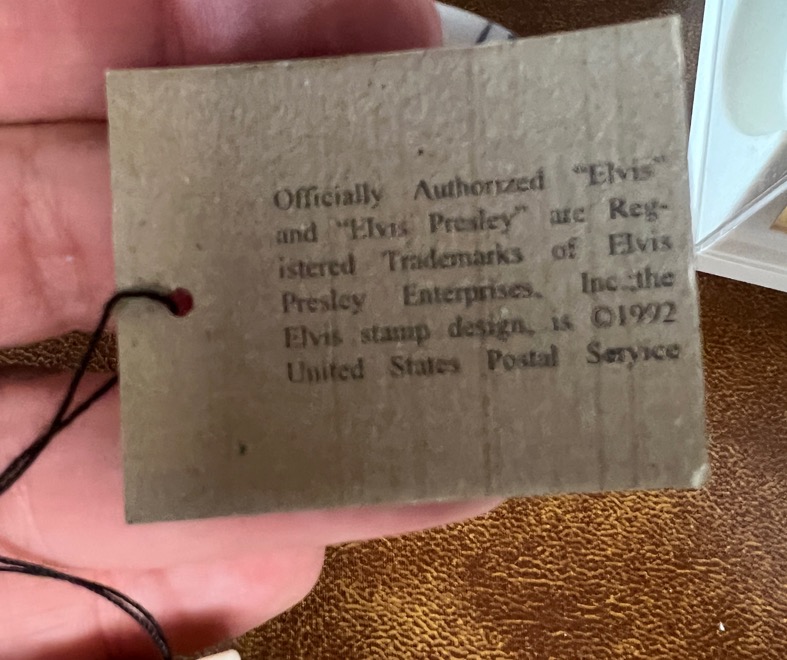 Officially Authorized "Elvis"
and "Elvis Presley" are Reg-
istered Trademarks of Elvis
Presley Enterprises, Inc.:the
Elvis stamp design, is ©1992
United States Postal Service